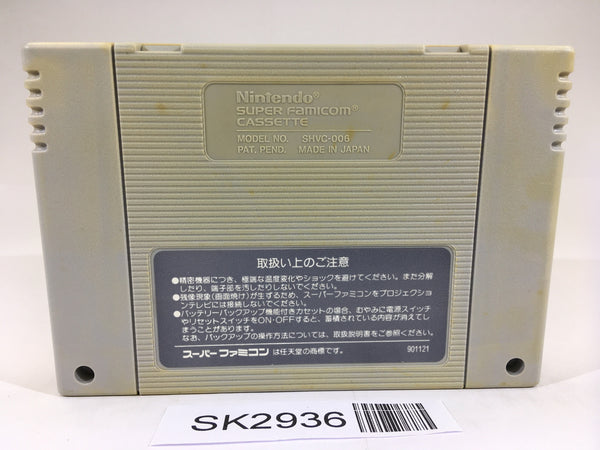 Nintendo®
SUPER FAMICOM®
CASSETTE
MODEL NO. SHVC-006
PAT. PEND. MADE IN JAPAN
取扱い上のご注意
●精密機器につき、極端な温度変化やショックを避けてください。また分解
したり、端子部を汚したりしないでください。
●残像現象(画面焼け)が生ずるため、スーパーファミコンをプロジェクショ
ンテレビには接続しないでください。
●バッテリーバックアップ機能付きカセットの場合、むやみに電源スイッチ
やリセットスイッチをON・OFFすると、蓄積されている内容が消えてし
まうことがあります。
なお、バックアップの操作方法については、取扱説明書をご参照ください。
スーパーファミコン は任天堂の商標です。 901121
SK2936